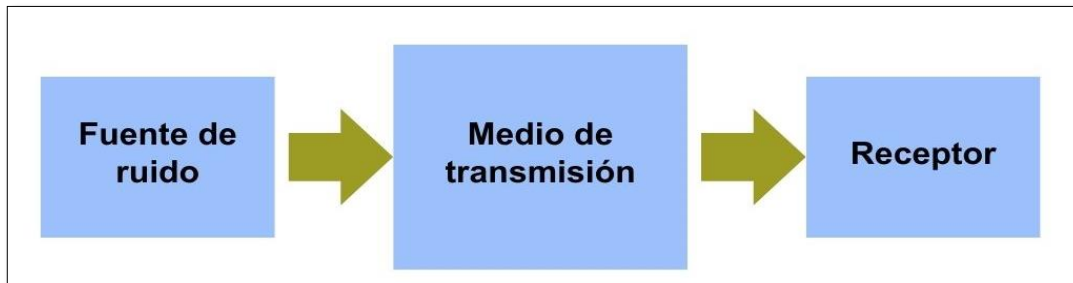 Fuente de
ruido
Medio de
transmisión
Receptor